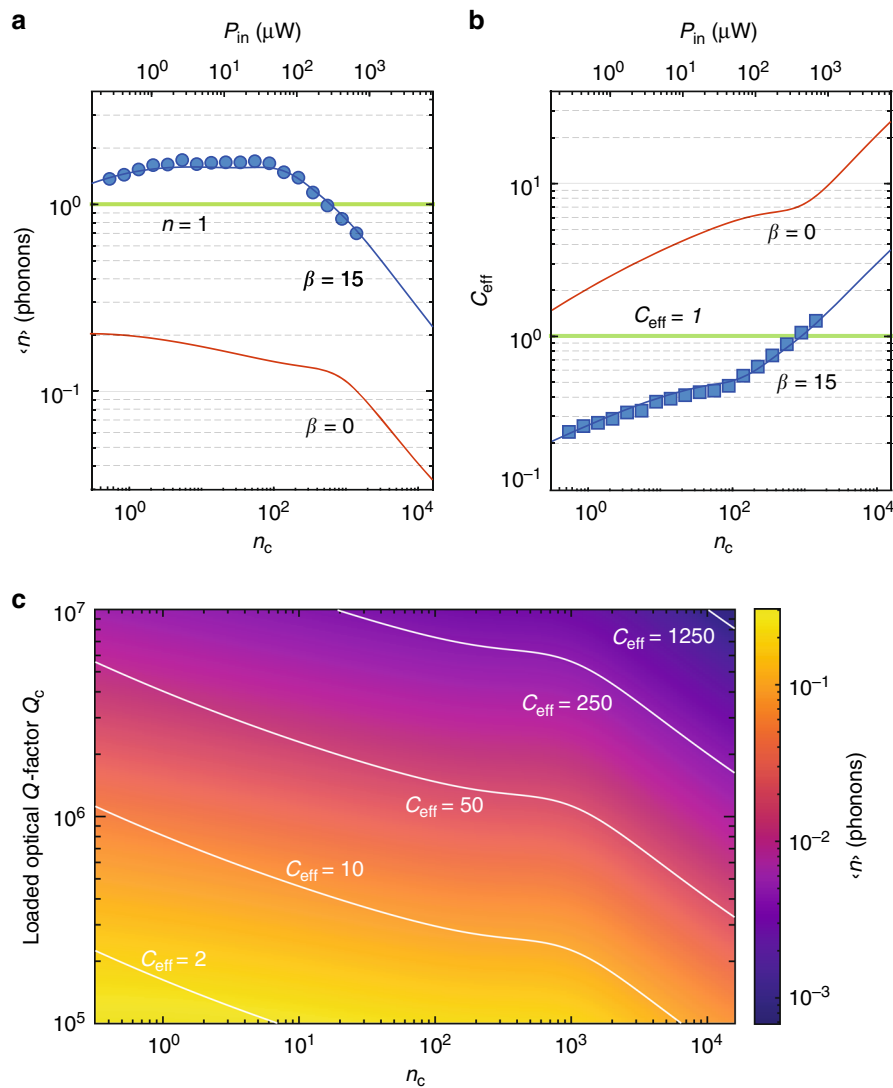 a
P_in (μW)
10^0 10^2 10^3
10^0
10^-1
‹n› (phonons)
n = 1
β = 15
β = 0
10^0 10^2 10^4
n_c
b
P_in (μW)
10^0 10^1 10^2 10^3
10^1
10^0
10^-1
C_eff
β = 0
C_eff = 1
β = 15
10^0 10^2 10^4
n_c
c
10^7
10^6
10^5
Loaded optical Q-factor Q_c
C_eff = 1250
C_eff = 250
C_eff = 50
C_eff = 10
C_eff = 2
10^0 10^1 10^2 10^3 10^4
n_c
10^-1
10^-2
10^-3
‹n› (phonons)